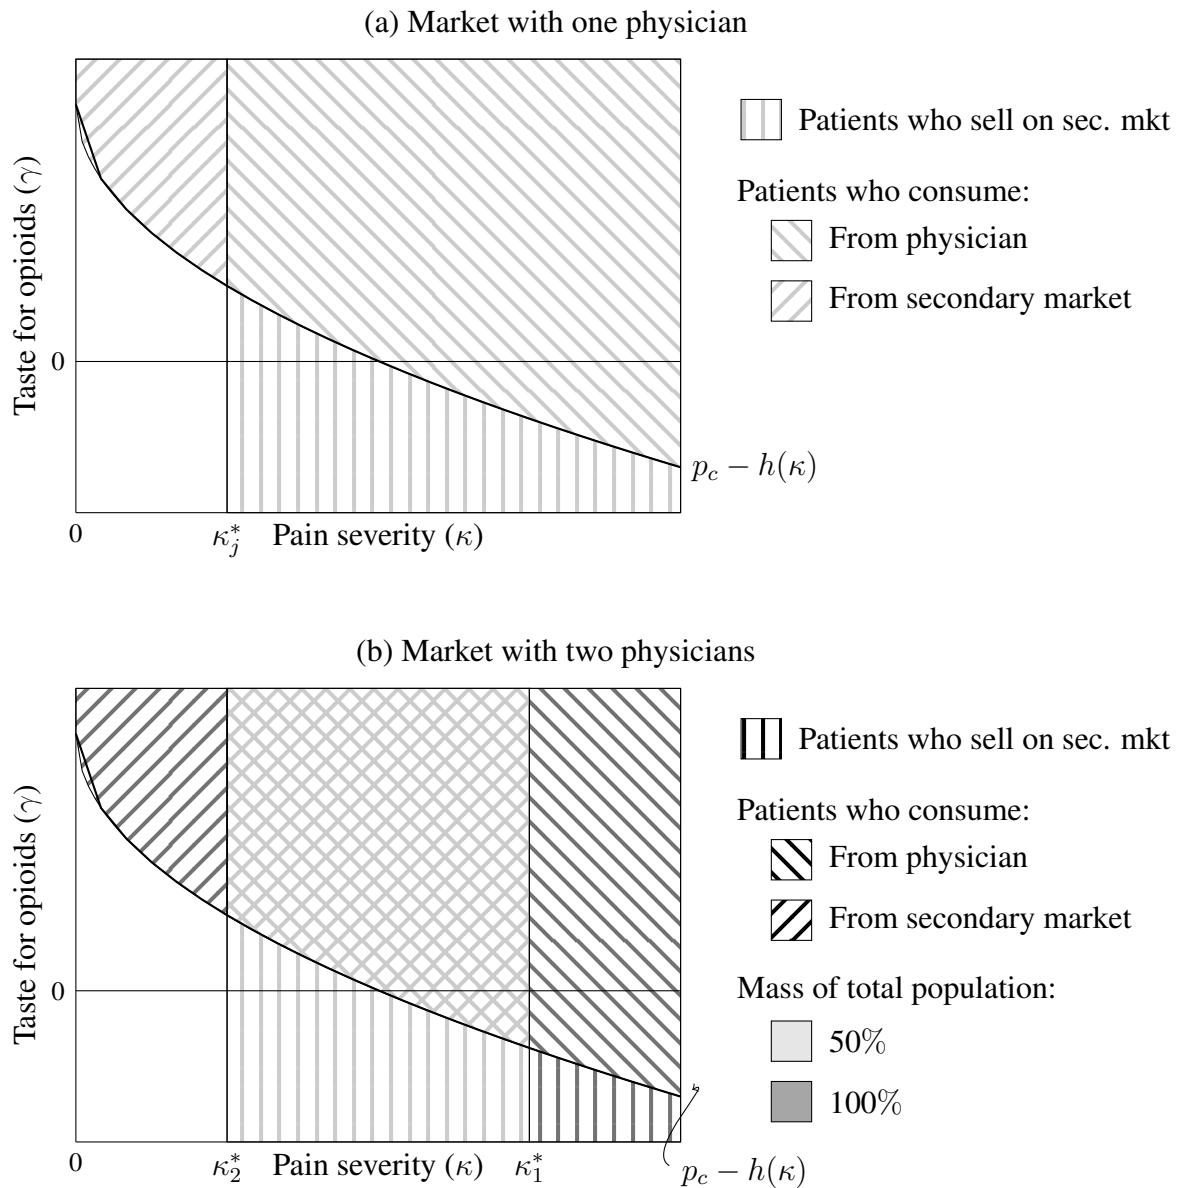 (a) Market with one physician
Taste for opioids (γ)
0
0
κ*j
Pain severity (κ)
p_c − h(κ)
Patients who sell on sec. mkt
Patients who consume:
From physician
From secondary market
(b) Market with two physicians
Taste for opioids (γ)
0
0
κ*2
Pain severity (κ)
κ*1
p_c − h(κ)
Patients who sell on sec. mkt
Patients who consume:
From physician
From secondary market
Mass of total population:
50%
100%